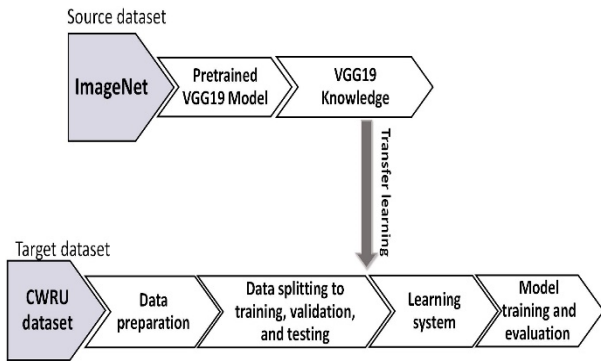 Source dataset
ImageNet
Pretrained
VGG19 Model
VGG19
Knowledge
Transfer learning
Target dataset
CWRU
dataset
Data
preparation
Data splitting to
training, validation,
and testing
Learning
system
Model
training and
evaluation